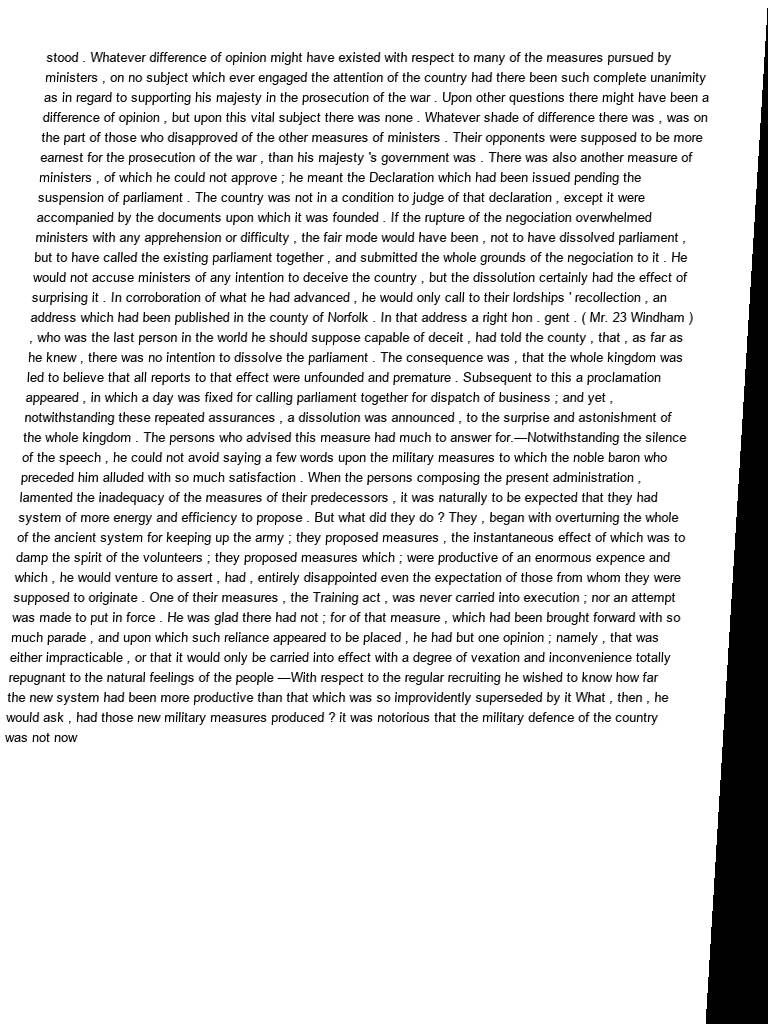 stood . Whatever difference of opinion might have existed with respect to many of the measures pursued by
ministers , on no subject which ever engaged the attention of the country had there been such complete unanimity
as in regard to supporting his majesty in the prosecution of the war . Upon other questions there might have been a
difference of opinion , but upon this vital subject there was none . Whatever shade of difference there was , was on
the part of those who disapproved of the other measures of ministers . Their opponents were supposed to be more
earnest for the prosecution of the war , than his majesty 's government was . There was also another measure of
ministers , of which he could not approve ; he meant the Declaration which had been issued pending the
suspension of parliament . The country was not in a condition to judge of that declaration , except it were
accompanied by the documents upon which it was founded . If the rupture of the negociation overwhelmed
ministers with any apprehension or difficulty , the fair mode would have been , not to have dissolved parliament ,
but to have called the existing parliament together , and submitted the whole grounds of the negociation to it . He
would not accuse ministers of any intention to deceive the country , but the dissolution certainly had the effect of
surprising it . In corroboration of what he had advanced , he would only call to their lordships ' recollection , an
address which had been published in the county of Norfolk . In that address a right hon . gent . ( Mr. 23 Windham )
, who was the last person in the world he should suppose capable of deceit , had told the county , that , as far as
he knew , there was no intention to dissolve the parliament . The consequence was , that the whole kingdom was
led to believe that all reports to that effect were unfounded and premature . Subsequent to this a proclamation
appeared , in which a day was fixed for calling parliament together for dispatch of business ; and yet ,
notwithstanding these repeated assurances , a dissolution was announced , to the surprise and astonishment of
the whole kingdom . The persons who advised this measure had much to answer for.—Notwithstanding the silence
of the speech , he could not avoid saying a few words upon the military measures to which the noble baron who
preceded him alluded with so much satisfaction . When the persons composing the present administration ,
lamented the inadequacy of the measures of their predecessors , it was naturally to be expected that they had
system of more energy and efficiency to propose . But what did they do ? They , began with overturning the whole
of the ancient system for keeping up the army ; they proposed measures , the instantaneous effect of which was to
damp the spirit of the volunteers ; they proposed measures which ; were productive of an enormous expence and
which , he would venture to assert , had , entirely disappointed even the expectation of those from whom they were
supposed to originate . One of their measures , the Training act , was never carried into execution ; nor an attempt
was made to put in force . He was glad there had not ; for of that measure , which had been brought forward with so
much parade , and upon which such reliance appeared to be placed , he had but one opinion ; namely , that was
either impracticable , or that it would only be carried into effect with a degree of vexation and inconvenience totally
repugnant to the natural feelings of the people —With respect to the regular recruiting he wished to know how far
the new system had been more productive than that which was so improvidently superseded by it What , then , he
would ask , had those new military measures produced ? it was notorious that the military defence of the country
was not now